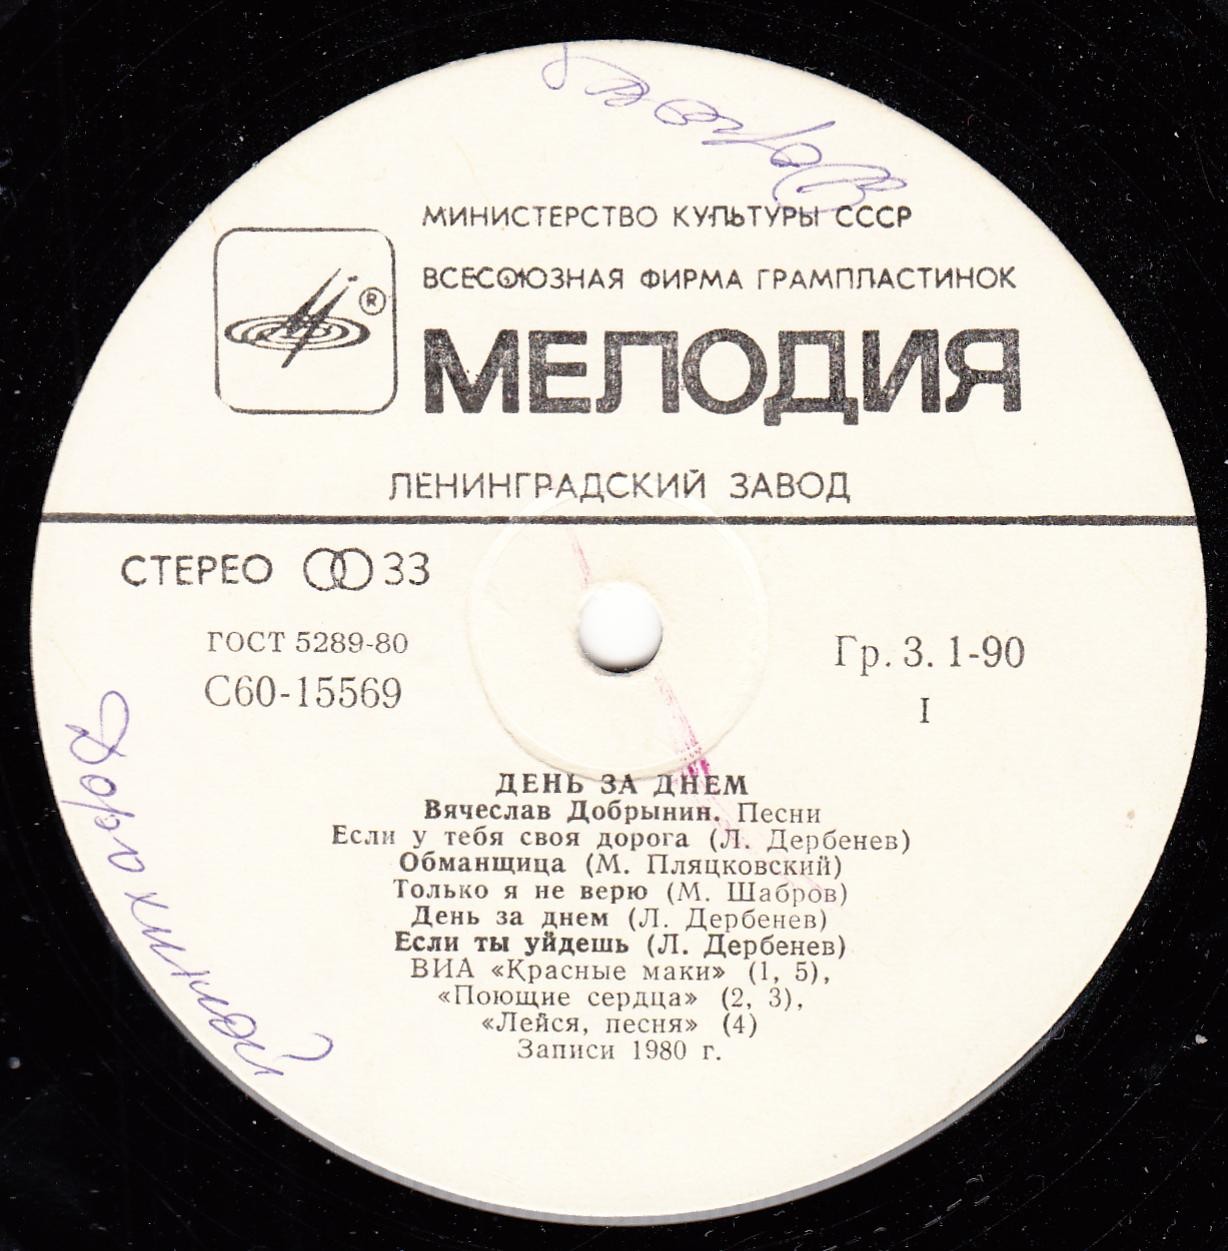 МИНИСТЕРСТВО КУЛЬТУРЫ СССР
ВСЕСОЮЗНАЯ ФИРМА ГРАМПЛАСТИНОК
®
МЕЛОДИЯ
ЛЕНИНГРАДСКИЙ ЗАВОД
СТЕРЕО 33
ГОСТ 5289-80
Гр. 3. 1-90
С60-15569
I
ДЕНЬ ЗА ДНЕМ
Вячеслав Добрынин. Песни
Если у тебя своя дорога (Л. Дербенев)
Обманщица (М. Пляцковский)
Только я не верю (М. Шабров)
День за днем (Л. Дербенев)
Если ты уйдешь (Л. Дербенев)
ВИА «Красные маки» (1, 5),
«Поющие сердца» (2, 3),
«Лейся, песня» (4)
Записи 1980 г.